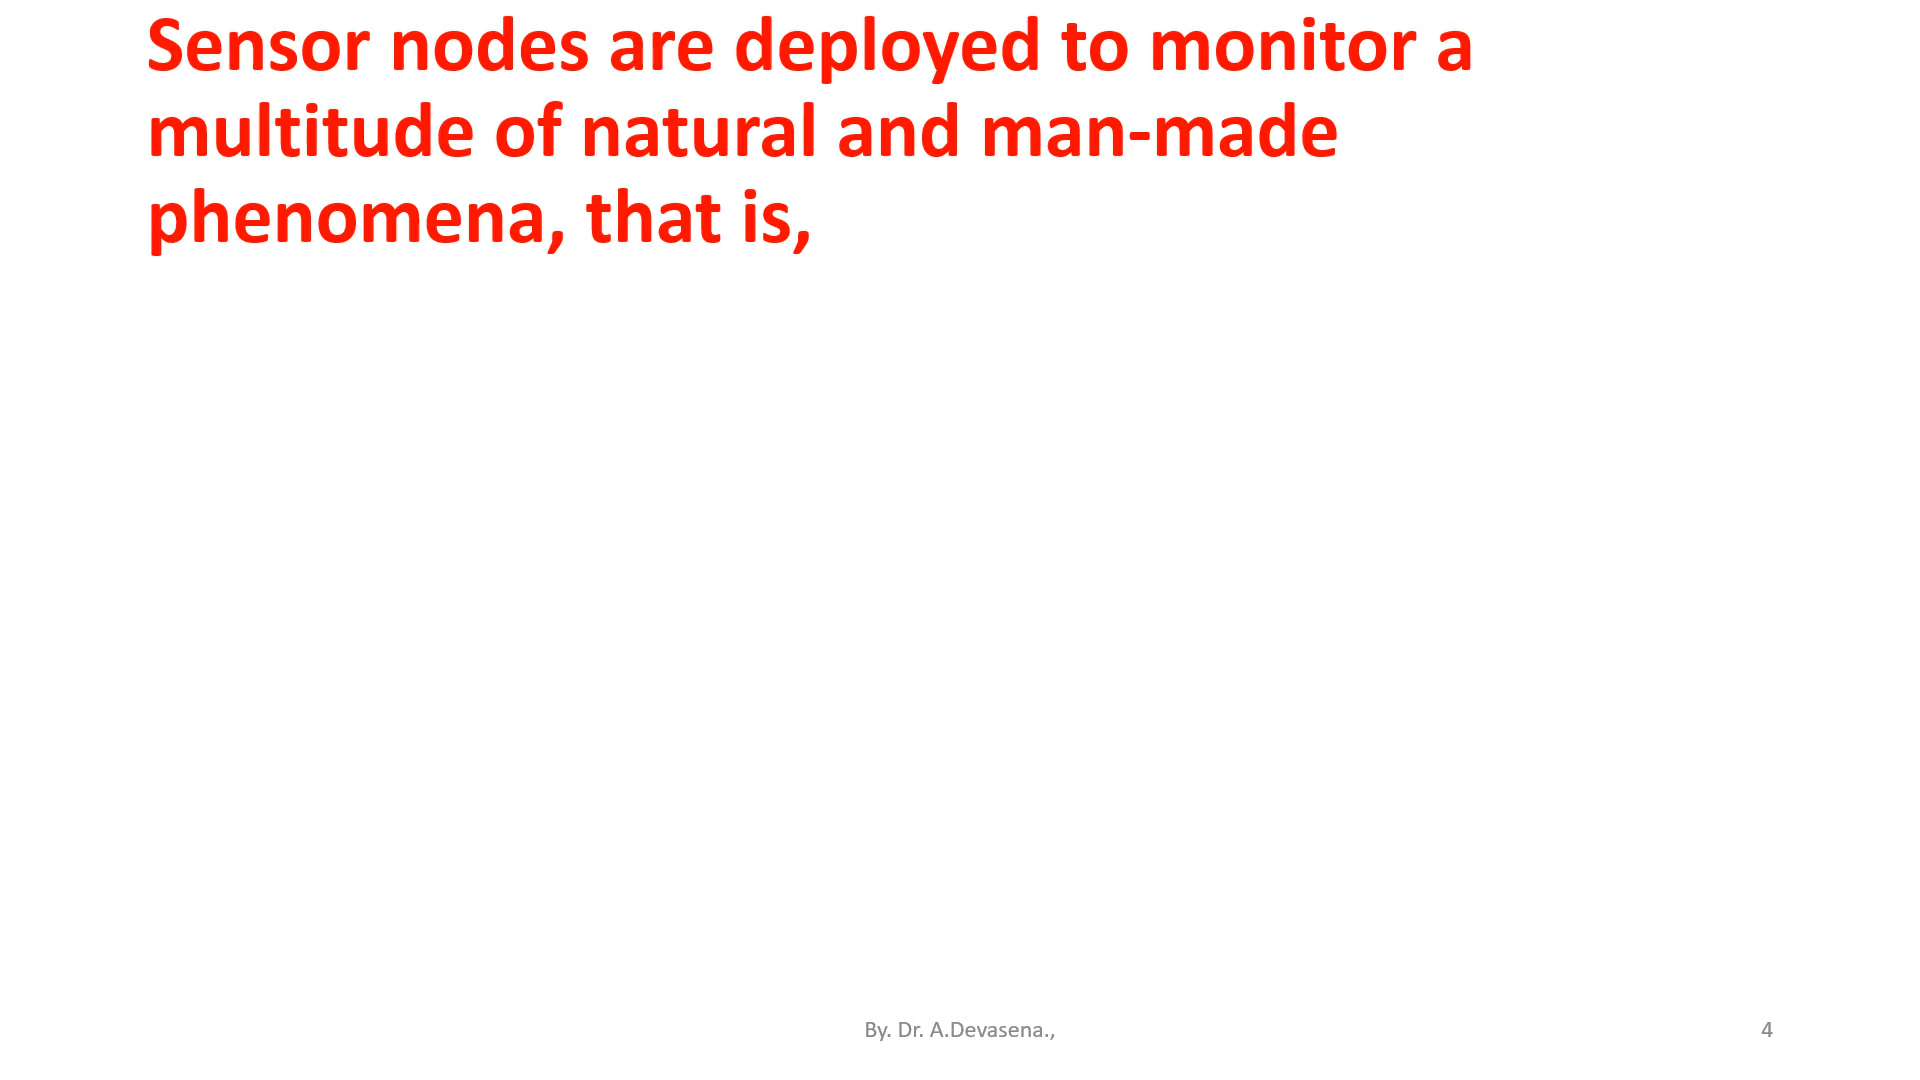 Sensor nodes are deployed to monitor a
multitude of natural and man-made
phenomena, that is,
By. Dr. A.Devasena.,
4